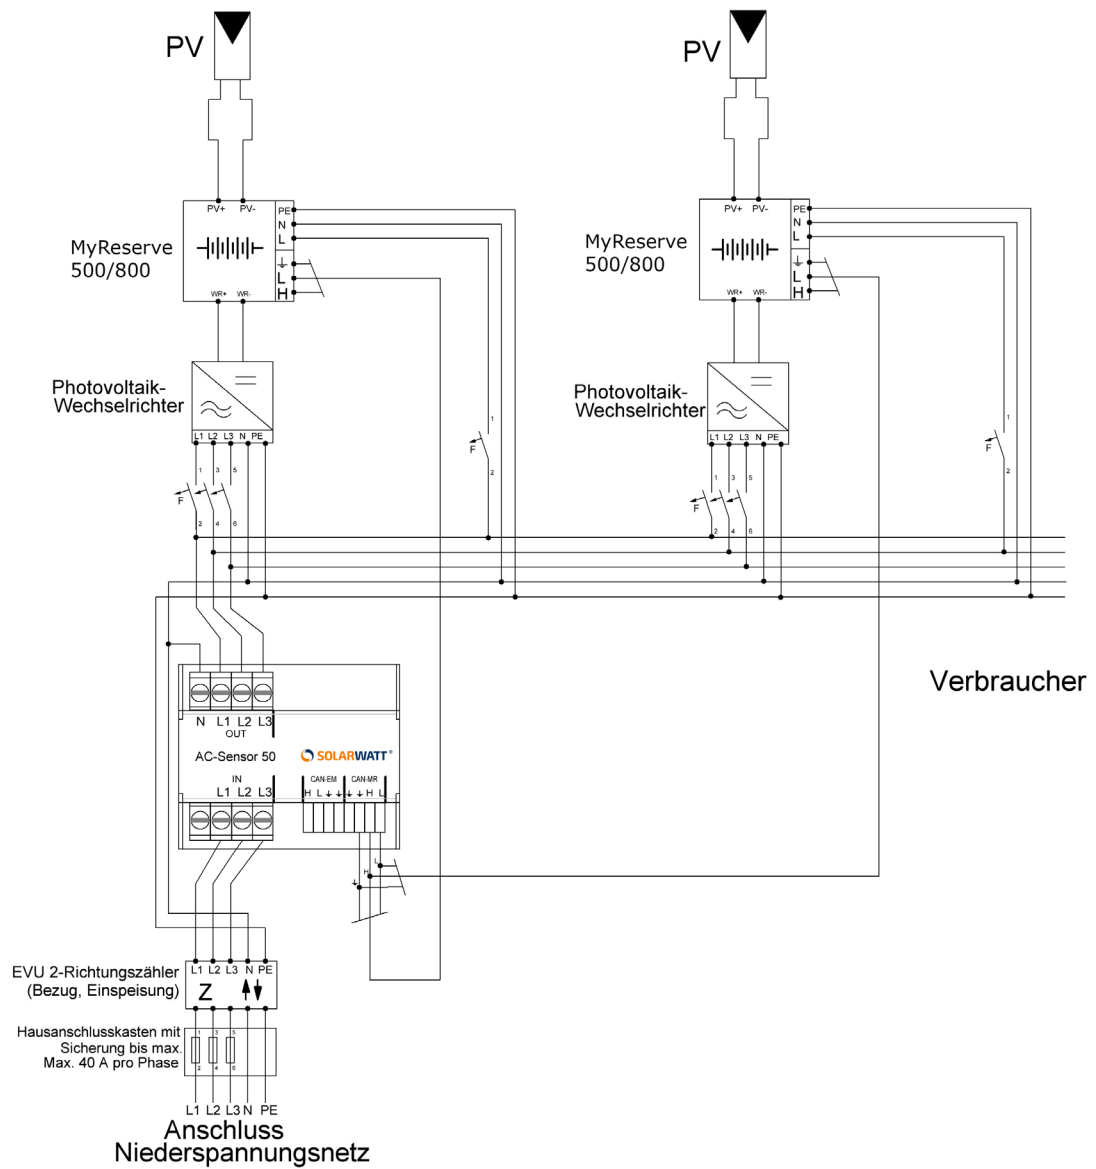 PV
PV
PV+ PV-
PE
N
L
MyReserve
500/800
L
H
WR+ WR-
PV+ PV-
PE
N
L
MyReserve
500/800
L
H
WR+ WR-
Photovoltaik-
Wechselrichter
L1 L2 L3 N PE
Photovoltaik-
Wechselrichter
L1 L2 L3 N PE
1 3 5
F
2 4 6
1
F
2
1 3 5
F
2 4 6
1
F
2
Verbraucher
N L1 L2 L3
OUT
AC-Sensor 50
SOLARWATT®
IN
L1 L2 L3
CAN-EM CAN-MR
H L H L
L
H
EVU 2-Richtungszähler
(Bezug, Einspeisung)
L1 L2 L3 N PE
Z
Hausanschlusskasten mit
Sicherung bis max.
Max. 40 A pro Phase
1 3 5
2 4 6
L1 L2 L3 N PE
Anschluss
Niederspannungsnetz